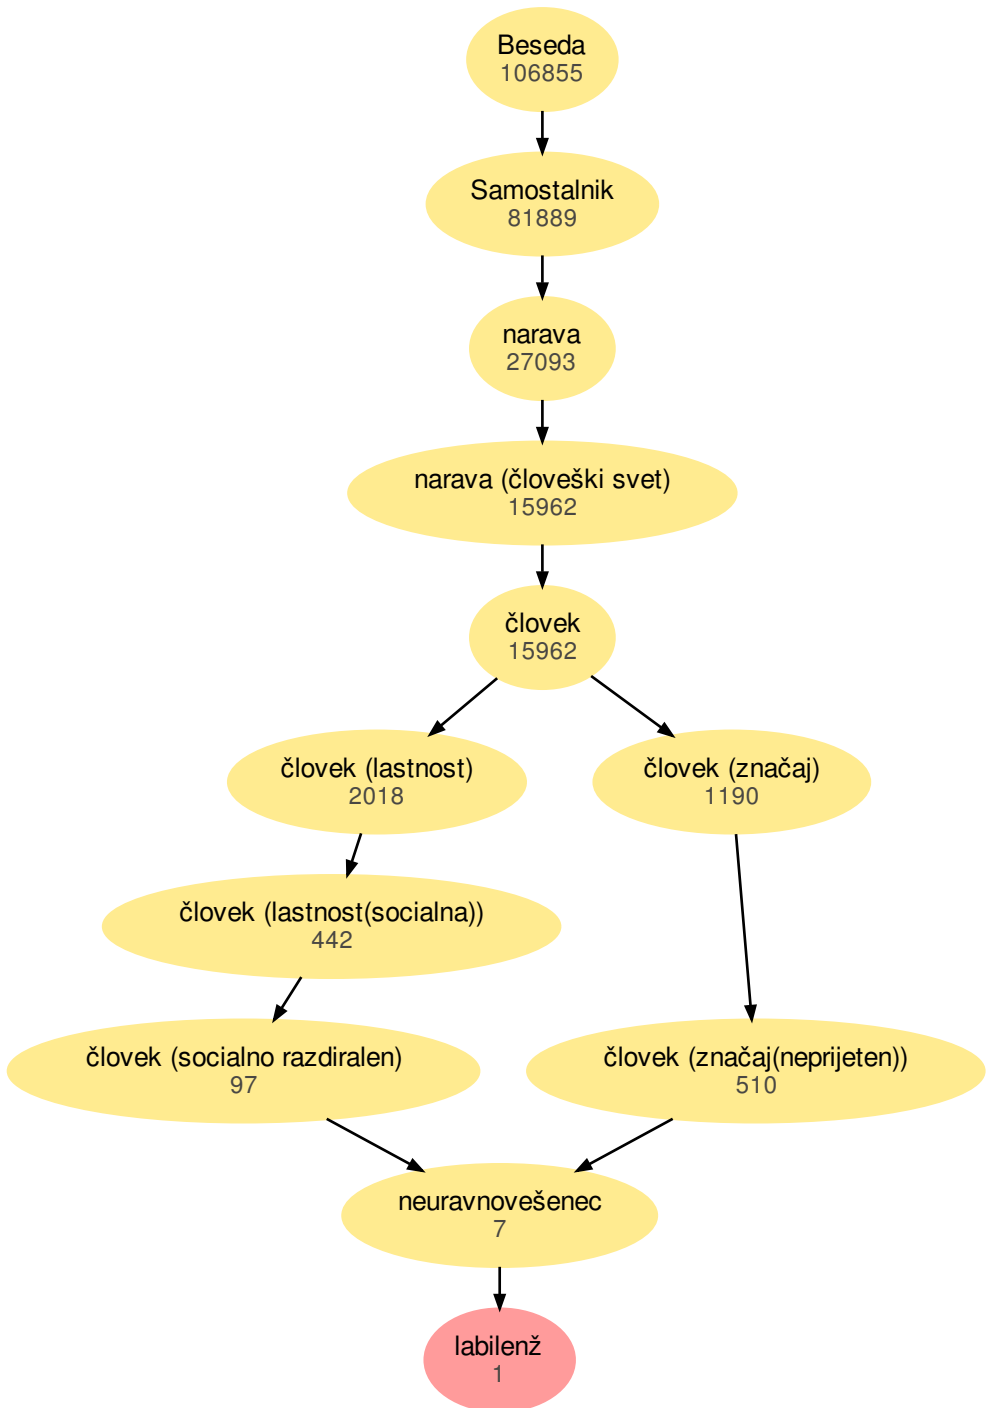 Beseda
106855
Samostalnik
81889
narava
27093
narava (človeški svet)
15962
človek
15962
človek (lastnost)
2018
človek (značaj)
1190
človek (lastnost(socialna))
442
človek (socialno razdiralen)
97
človek (značaj(neprijeten))
510
neuravnovešenec
7
labilenž
1